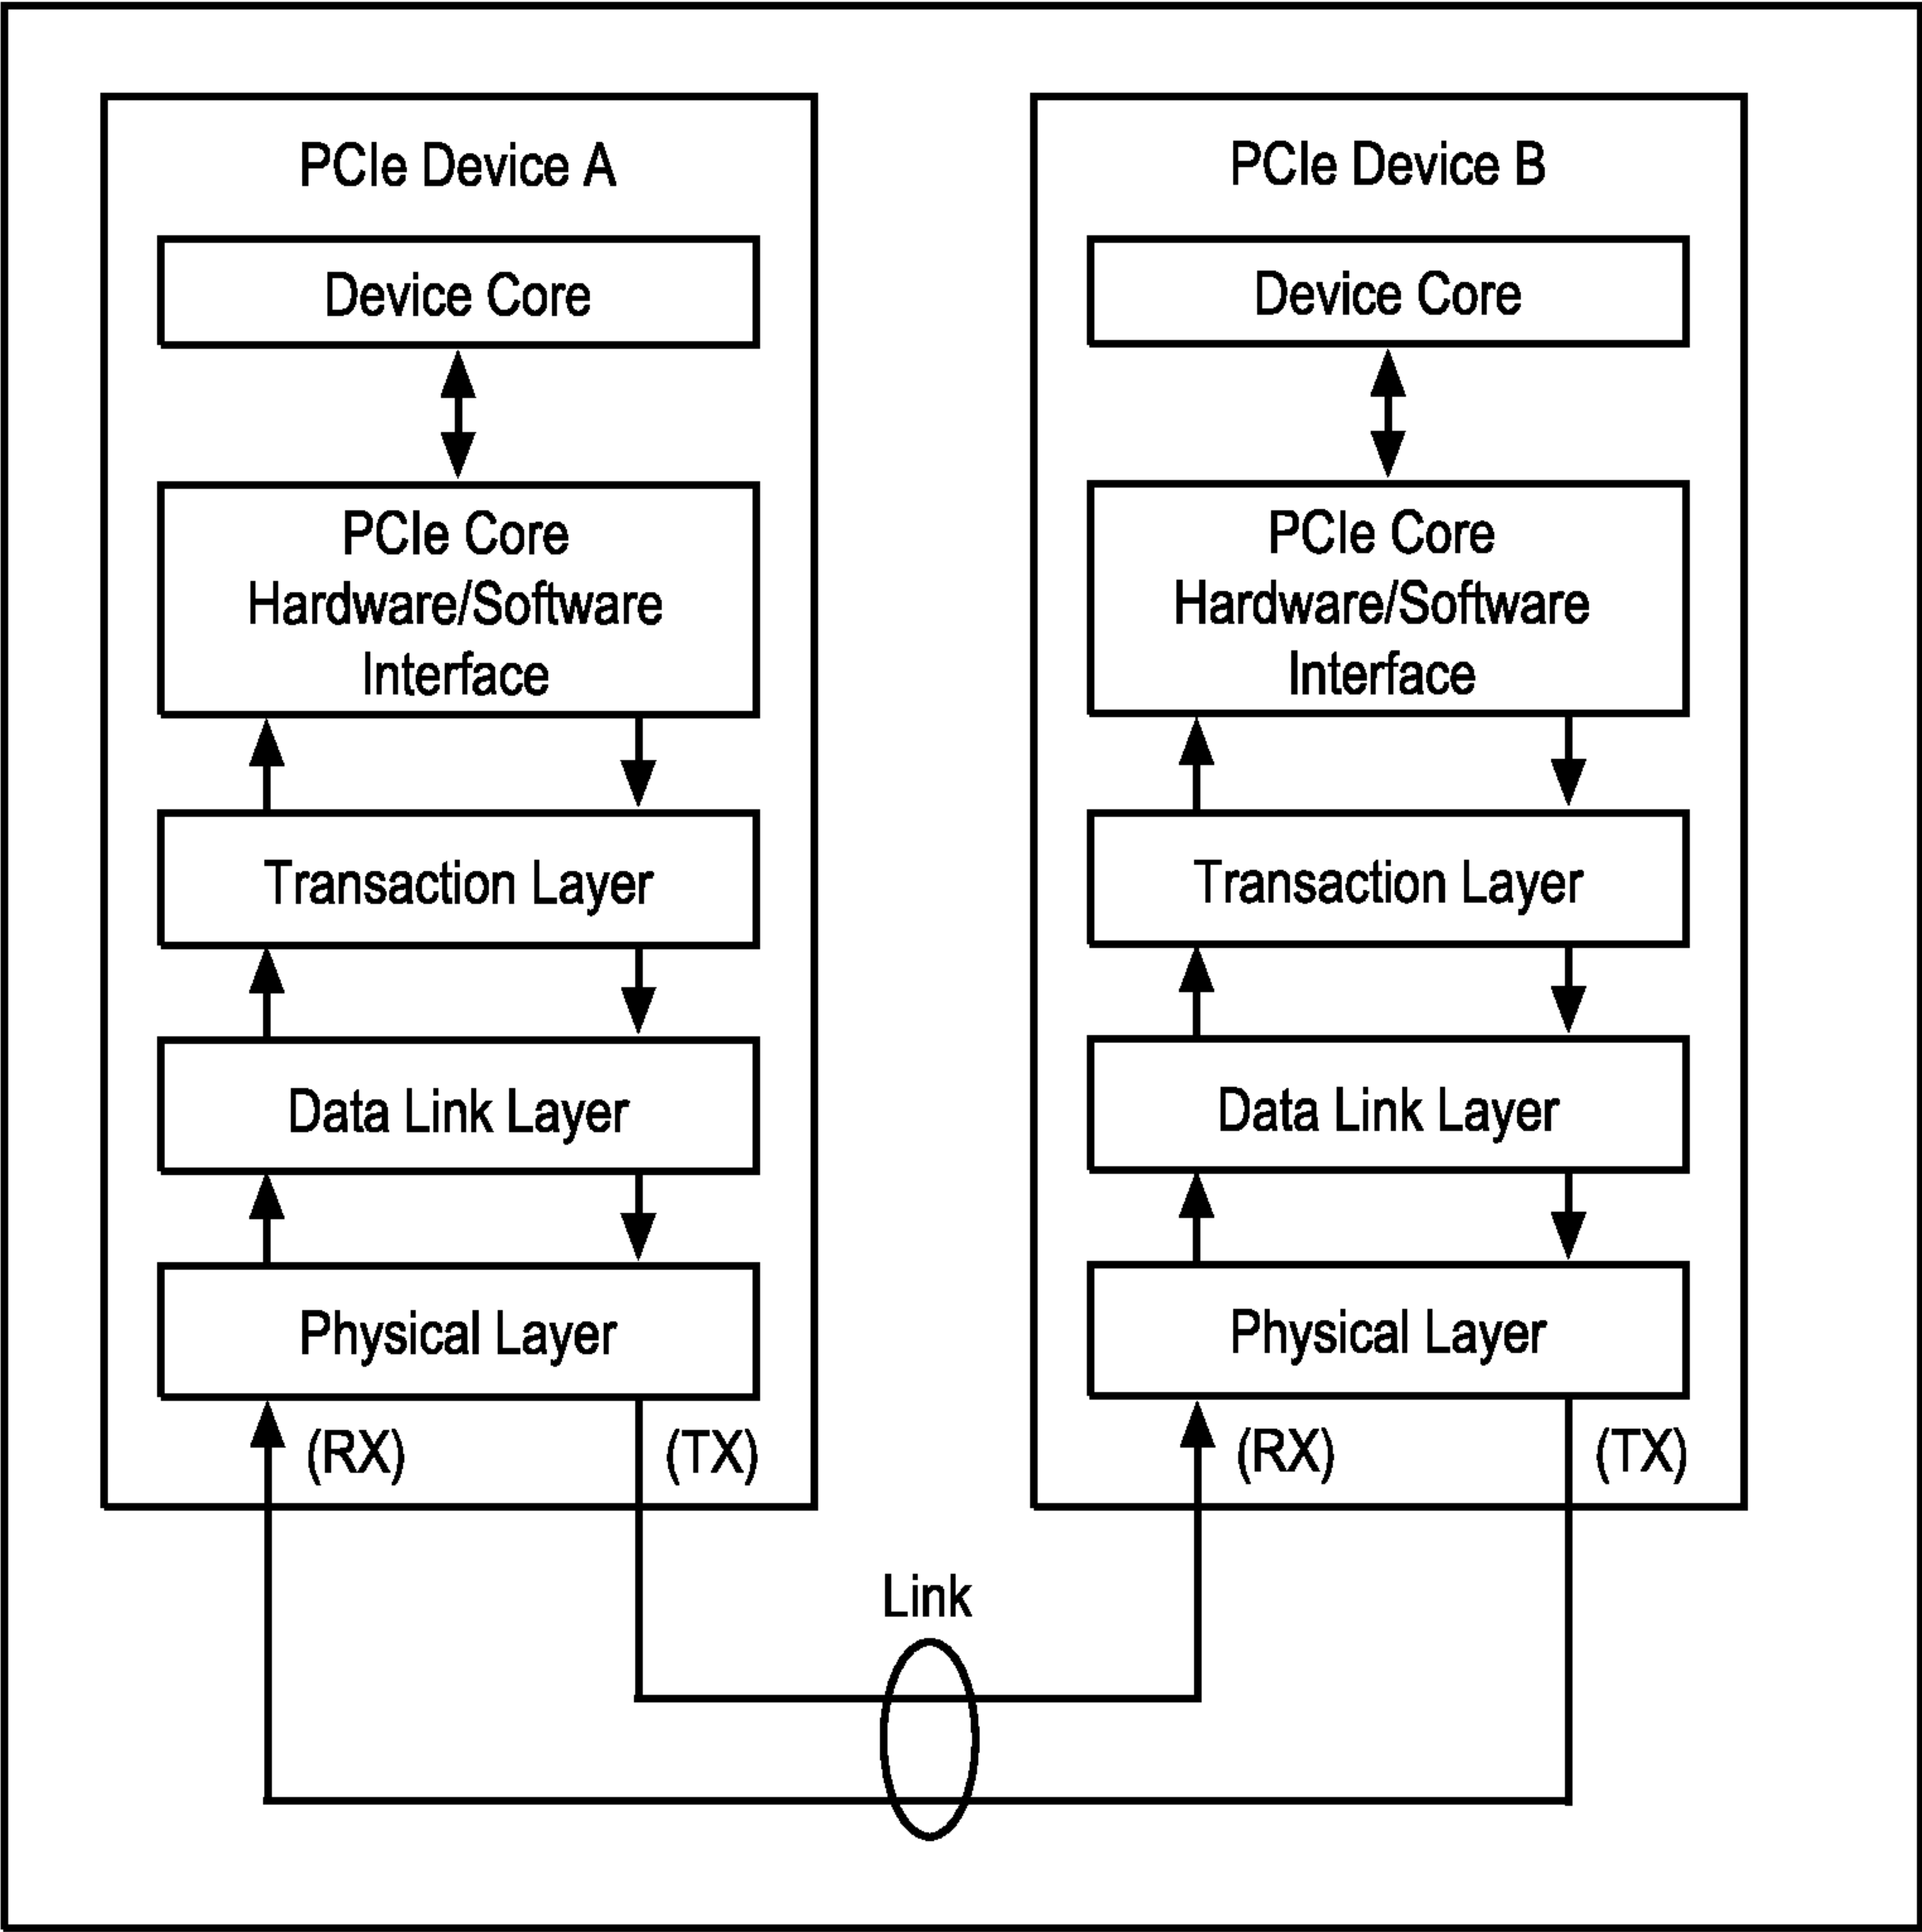 PCIe Device A
Device Core
PCIe Core
Hardware/Software
Interface
Transaction Layer
Data Link Layer
Physical Layer
(RX)
(TX)
PCIe Device B
Device Core
PCIe Core
Hardware/Software
Interface
Transaction Layer
Data Link Layer
Physical Layer
(RX)
(TX)
Link